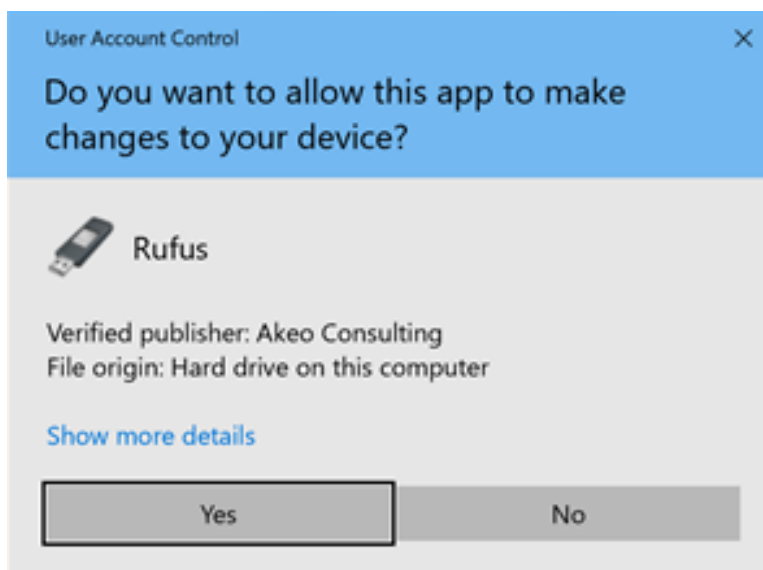 User Account Control
Do you want to allow this app to make
changes to your device?
Rufus
Verified publisher: Akeo Consulting
File origin: Hard drive on this computer
Show more details
Yes
No